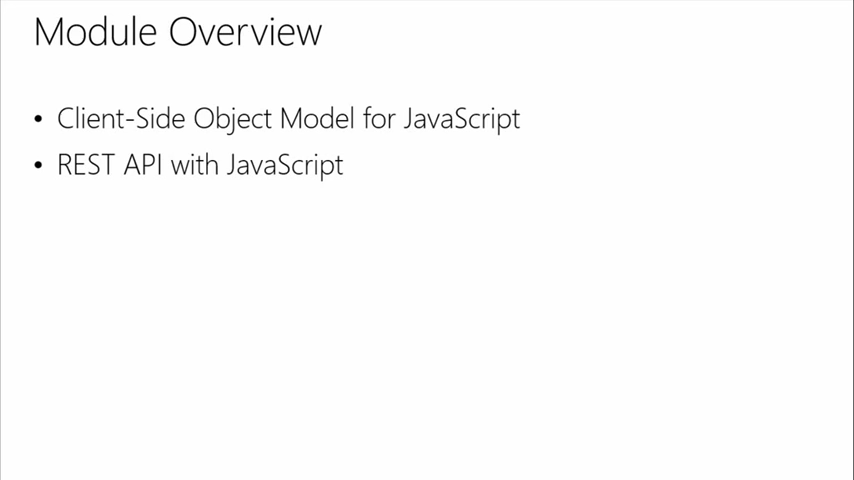 Module Overview
• Client-Side Object Model for JavaScript
• REST API with JavaScript